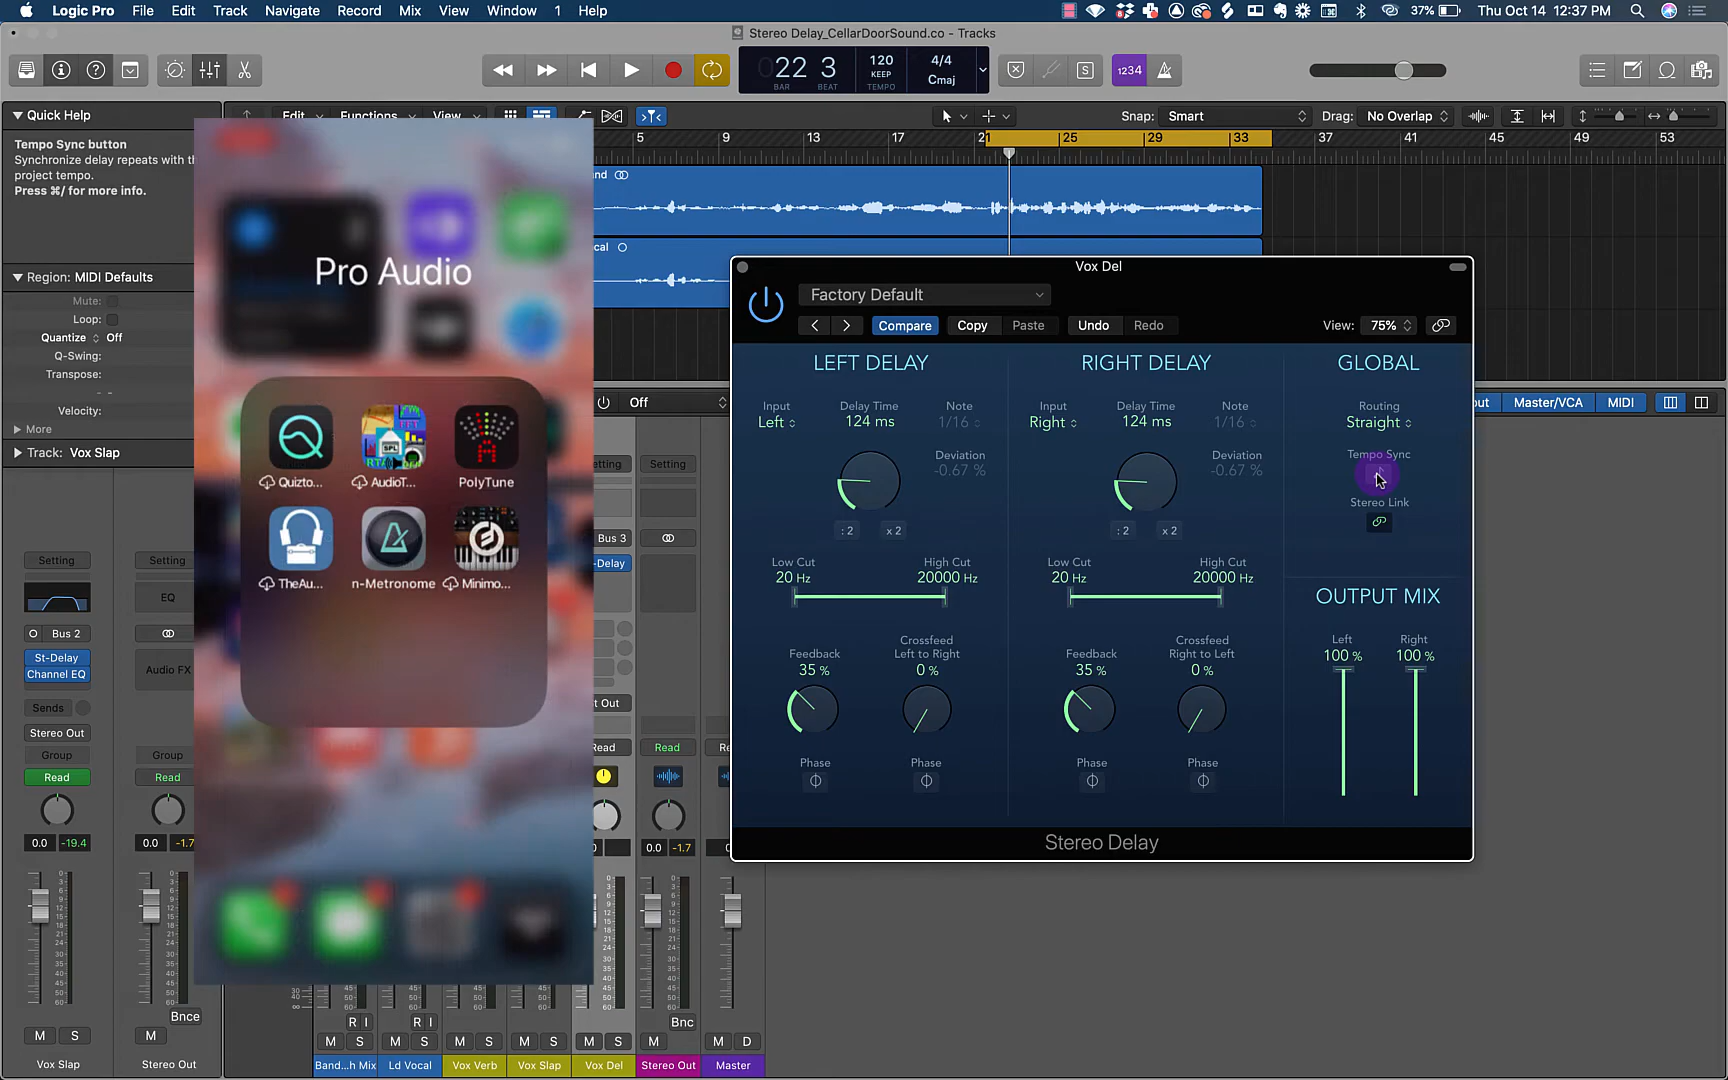 Logic Pro File Edit Track Navigate Record Mix View Window 1 Help
37% Thu Oct 14 12:37 PM
Stereo Delay_CellarDoorSound.co - Tracks
22 3
BAR BEAT
120
KEEP
TEMPO
4/4
Cmaj
1234
Quick Help
Edit Functions View
Snap: Smart
Drag: No Overlap
Tempo Sync button
Synchronize delay repeats with th
project tempo.
Press ⌘/ for more info.
5 9 13 17 21 25 29 33 37 41 45 49 53
Region: MIDI Defaults
Mute:
Loop:
Quantize Off
Q-Swing:
Transpose:
Velocity:
More
Track: Vox Slap
Pro Audio
Quizto...
AudioT...
PolyTune
TheAu...
n-Metronome
Minimo...
Vox Del
Factory Default
Compare Copy Paste Undo Redo
View: 75%
LEFT DELAY
Input
Left
Delay Time
124 ms
Note
1/16
Deviation
-0.67 %
: 2 x 2
Low Cut
20 Hz
High Cut
20000 Hz
Feedback
35 %
Crossfeed
Left to Right
0 %
Phase Phase
RIGHT DELAY
Input
Right
Delay Time
124 ms
Note
1/16
Deviation
-0.67 %
: 2 x 2
Low Cut
20 Hz
High Cut
20000 Hz
Feedback
35 %
Crossfeed
Right to Left
0 %
Phase Phase
GLOBAL
Routing
Straight
Tempo Sync
Stereo Link
OUTPUT MIX
Left
100 %
Right
100 %
Stereo Delay
Off
Master/VCA MIDI
Setting
Bus 2
St-Delay
Channel EQ
Sends
Stereo Out
Group
Read
0.0 -19.4
M S
Vox Slap
Setting
EQ
Audio FX
Group
Read
0.0 -1.7
Bnce
M
Stereo Out
Setting
Bus 3
-Delay
Read Read
0.0 -1.7
Bnc
R I R I
M S M S M S M S M S M M D
Band...h Mix Ld Vocal Vox Verb Vox Slap Vox Del Stereo Out Master